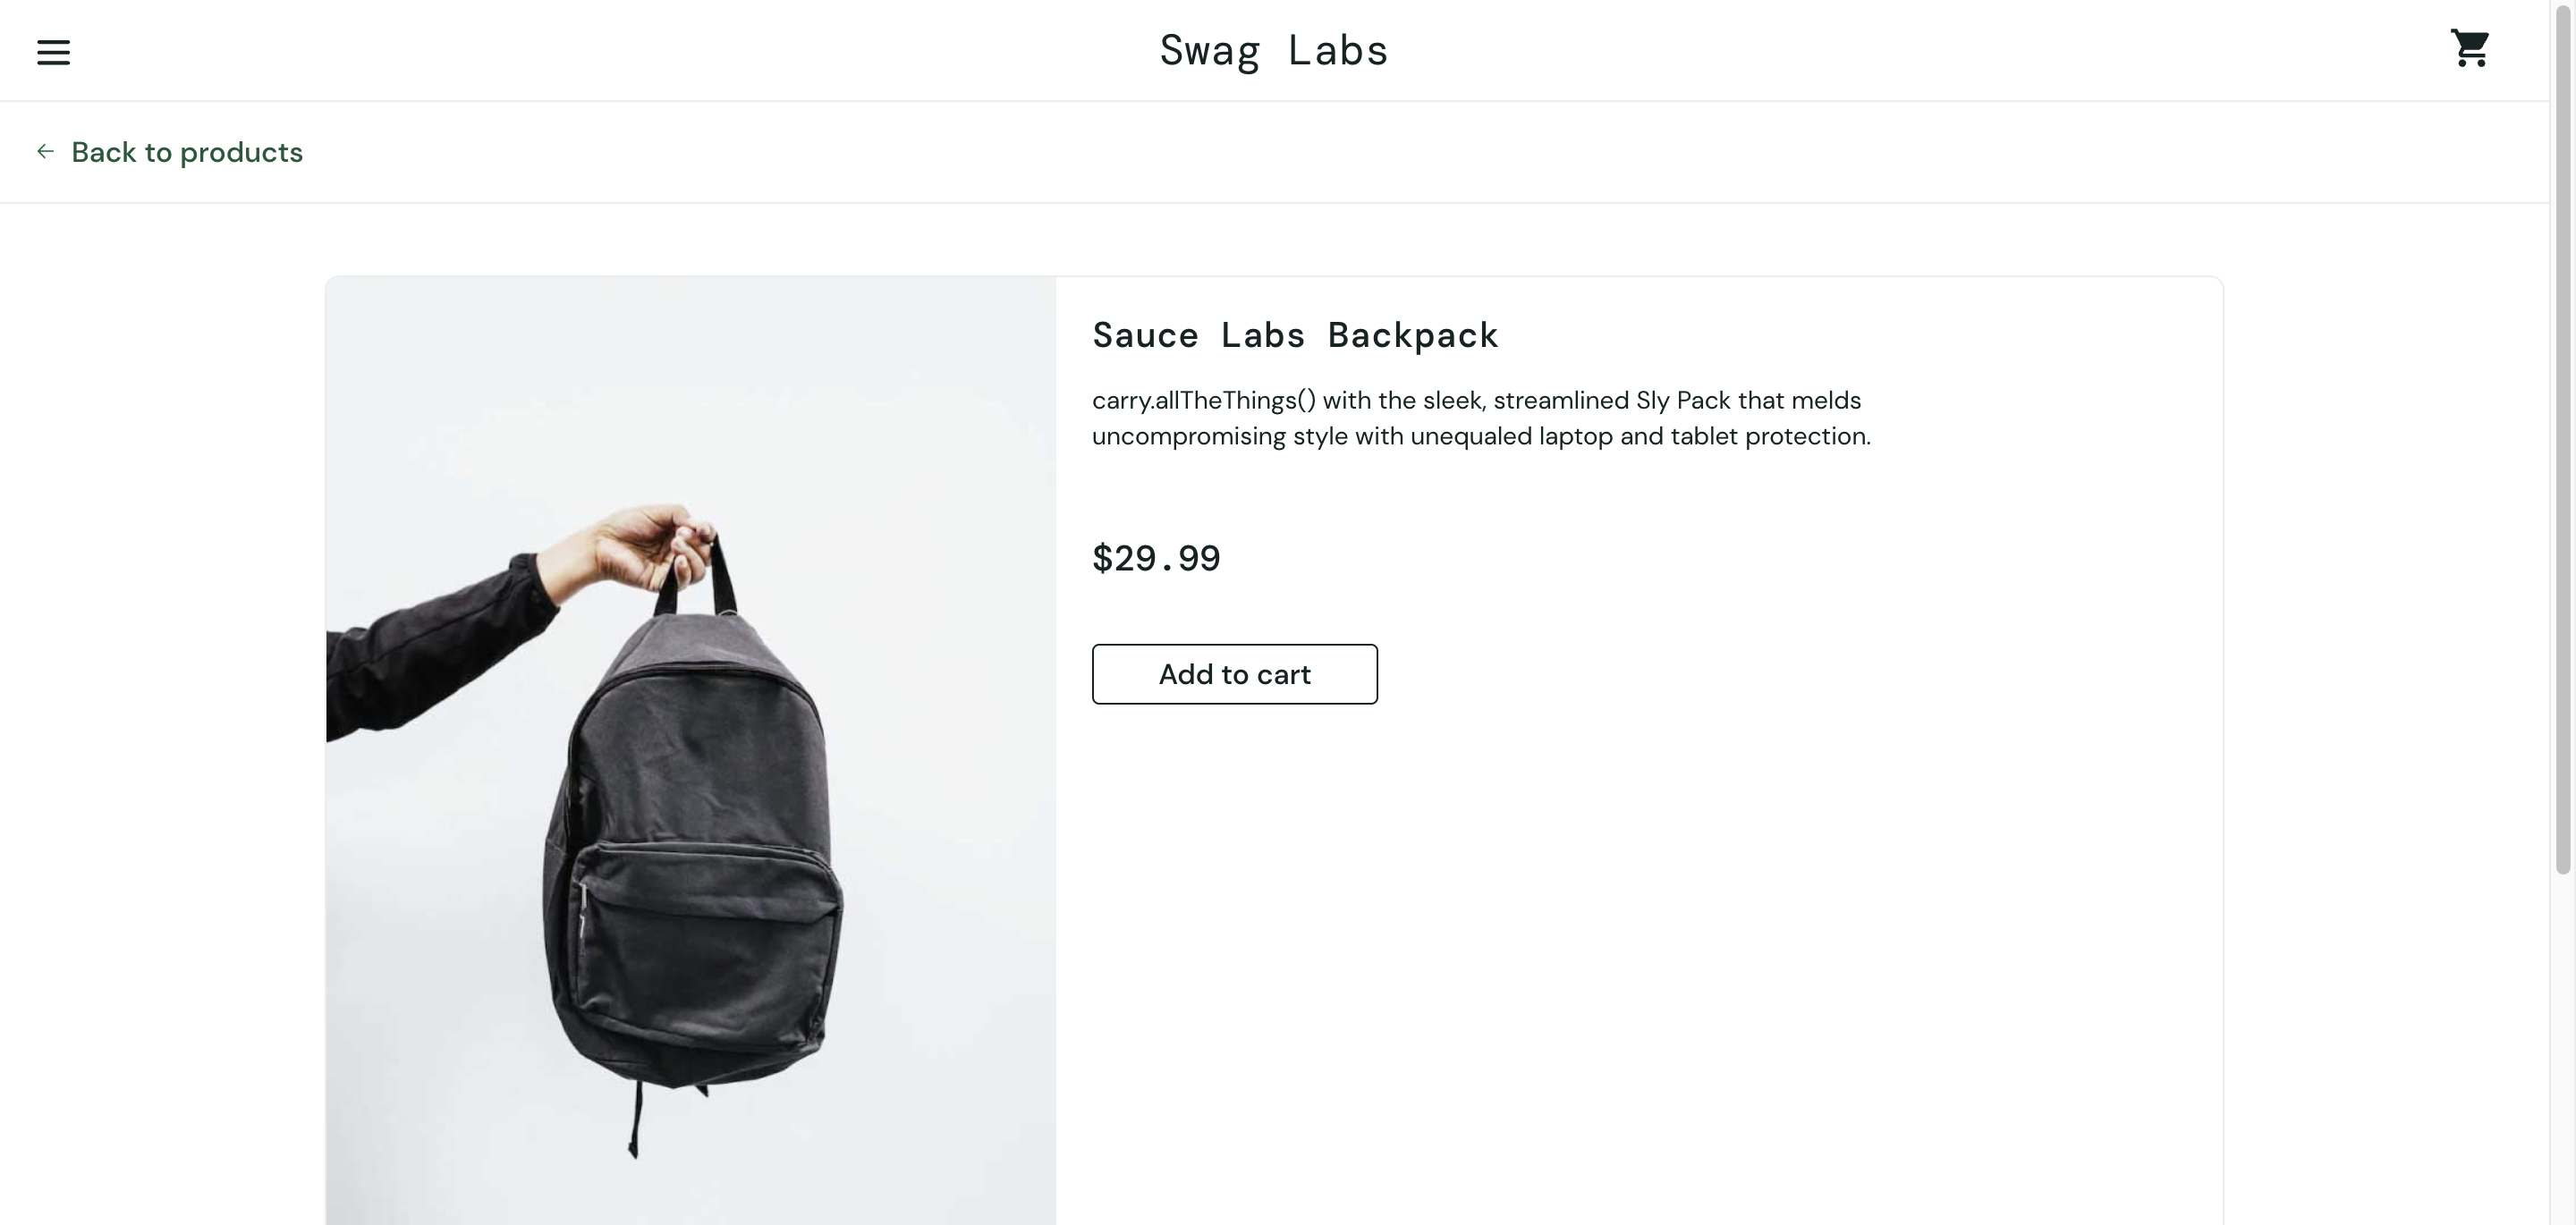 Swag Labs
Back to products
Sauce Labs Backpack
carry.allTheThings() with the sleek, streamlined Sly Pack that melds
uncompromising style with unequaled laptop and tablet protection.
$29.99
Add to cart